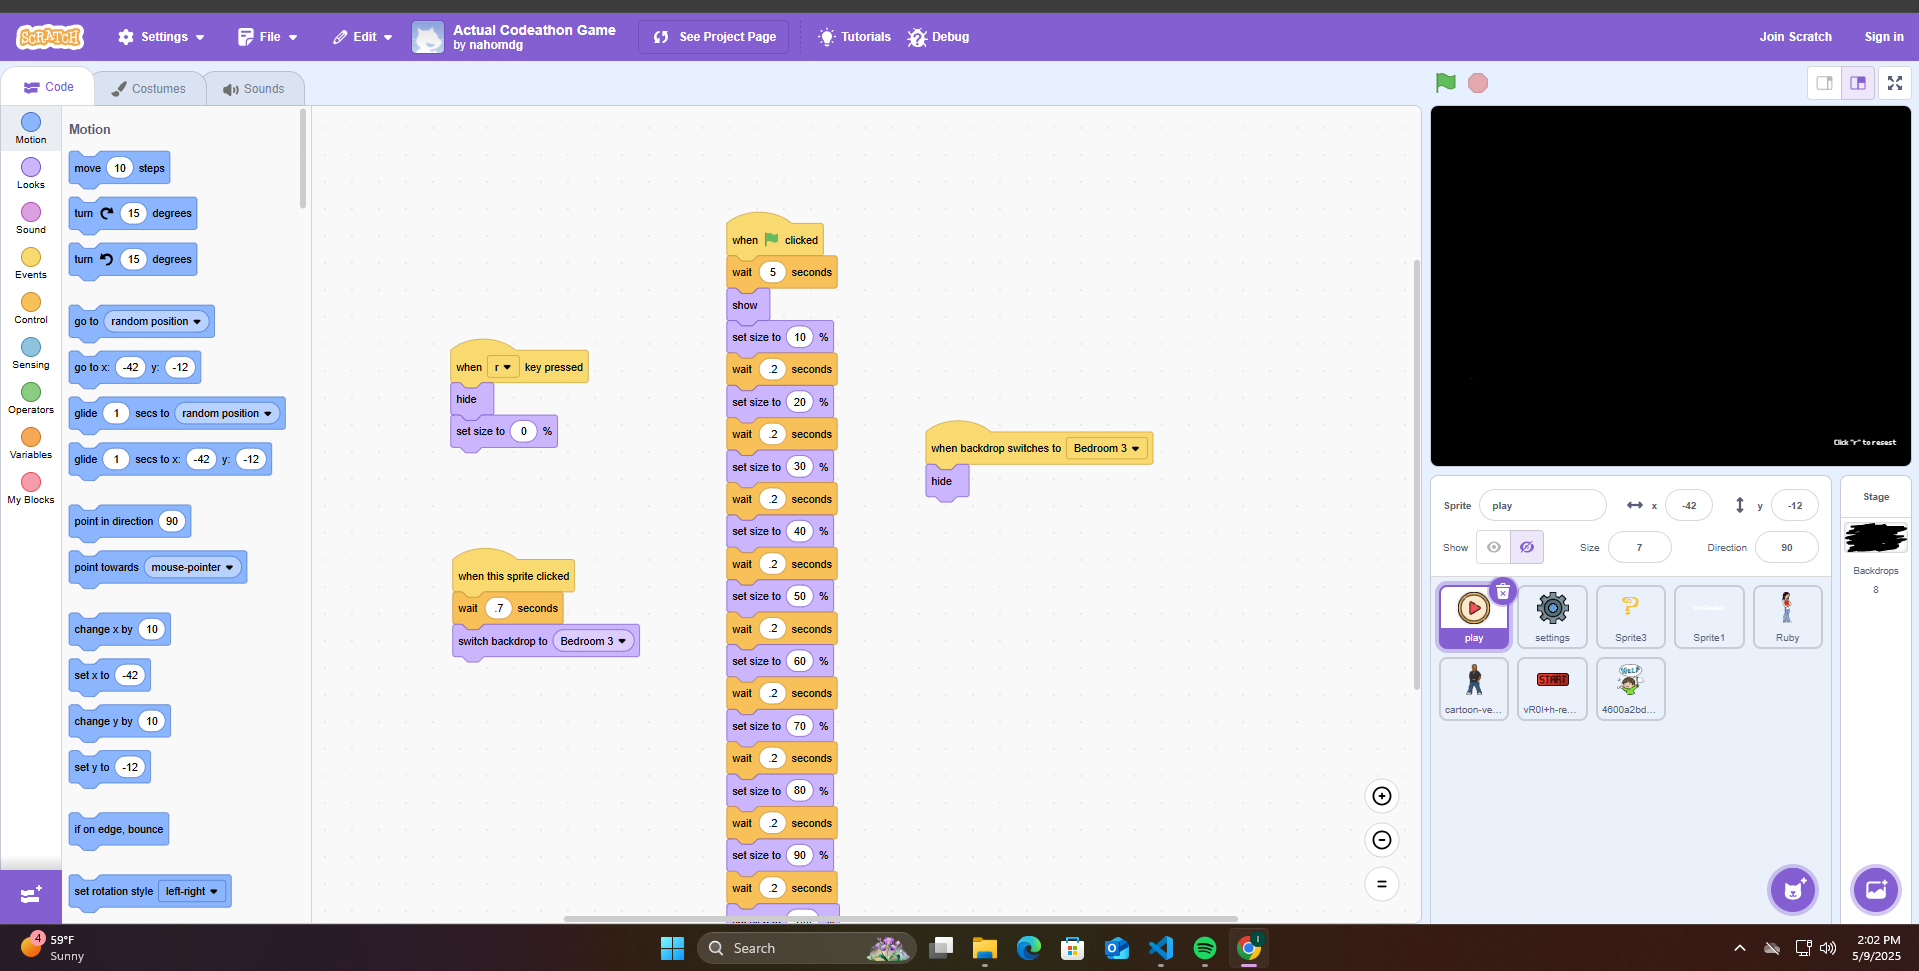 SCRATCH
Settings
File
Edit
Actual Codeathon Game
by nahomdg
See Project Page
Tutorials
Debug
Join Scratch
Sign in
Code
Costumes
Sounds
Motion
Looks
Sound
Events
Control
Sensing
Operators
Variables
My Blocks
Motion
move 10 steps
turn 15 degrees
turn 15 degrees
go to random position
go to x: -42 y: -12
glide 1 secs to random position
glide 1 secs to x: -42 y: -12
point in direction 90
point towards mouse-pointer
change x by 10
set x to -42
change y by 10
set y to -12
if on edge, bounce
set rotation style left-right
when r key pressed
hide
set size to 0 %
when this sprite clicked
wait .7 seconds
switch backdrop to Bedroom 3
when clicked
wait 5 seconds
show
set size to 10 %
wait .2 seconds
set size to 20 %
wait .2 seconds
set size to 30 %
wait .2 seconds
set size to 40 %
wait .2 seconds
set size to 50 %
wait .2 seconds
set size to 60 %
wait .2 seconds
set size to 70 %
wait .2 seconds
set size to 80 %
wait .2 seconds
set size to 90 %
wait .2 seconds
when backdrop switches to Bedroom 3
hide
Click "r" to resest
Sprite play x -42 y -12
Show Size 7 Direction 90
play
settings
Sprite3
Sprite1
Ruby
START
HELP
cartoon-ve...
vR0l+h-re...
4600a2bd...
Stage
Backdrops
8
4
59°F
Sunny
Search
2:02 PM
5/9/2025